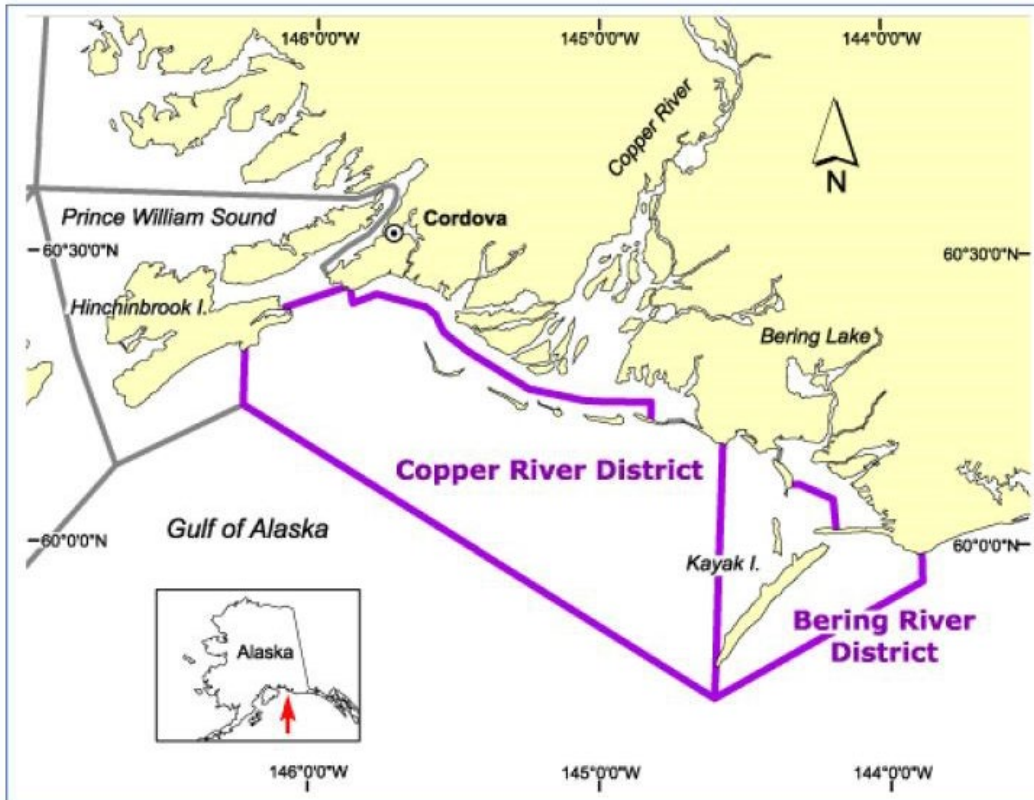 146°0'0"W
145°0'0"W
144°0'0"W
Copper River
N
Prince William Sound
Cordova
60°30'0"N
60°30'0"N
Hinchinbrook I.
Bering Lake
Copper River District
Gulf of Alaska
60°0'0"N
60°0'0"N
Kayak I.
Bering River
District
Alaska
146°0'0"W
145°0'0"W
144°0'0"W